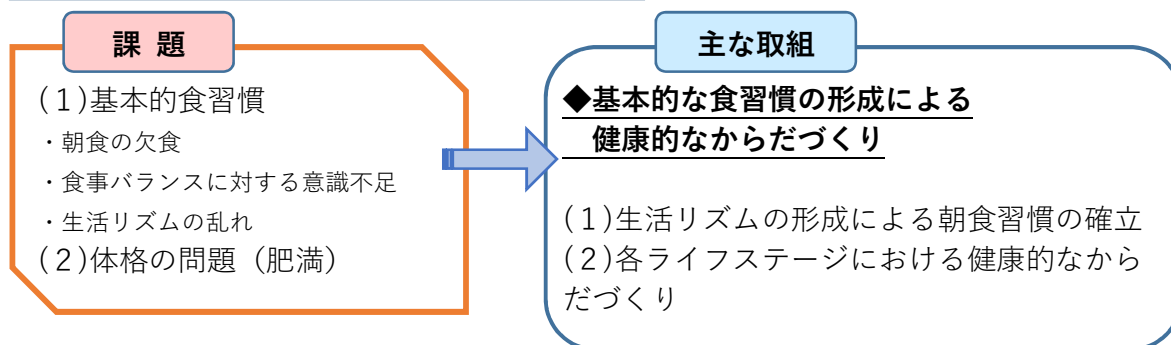 課 題
(１)基本的食習慣
・朝食の欠食
・食事バランスに対する意識不足
・生活リズムの乱れ
(２)体格の問題（肥満）
主な取組
◆基本的な食習慣の形成による
健康的なからだづくり
(１)生活リズムの形成による朝食習慣の確立
(２)各ライフステージにおける健康的なから
だづくり